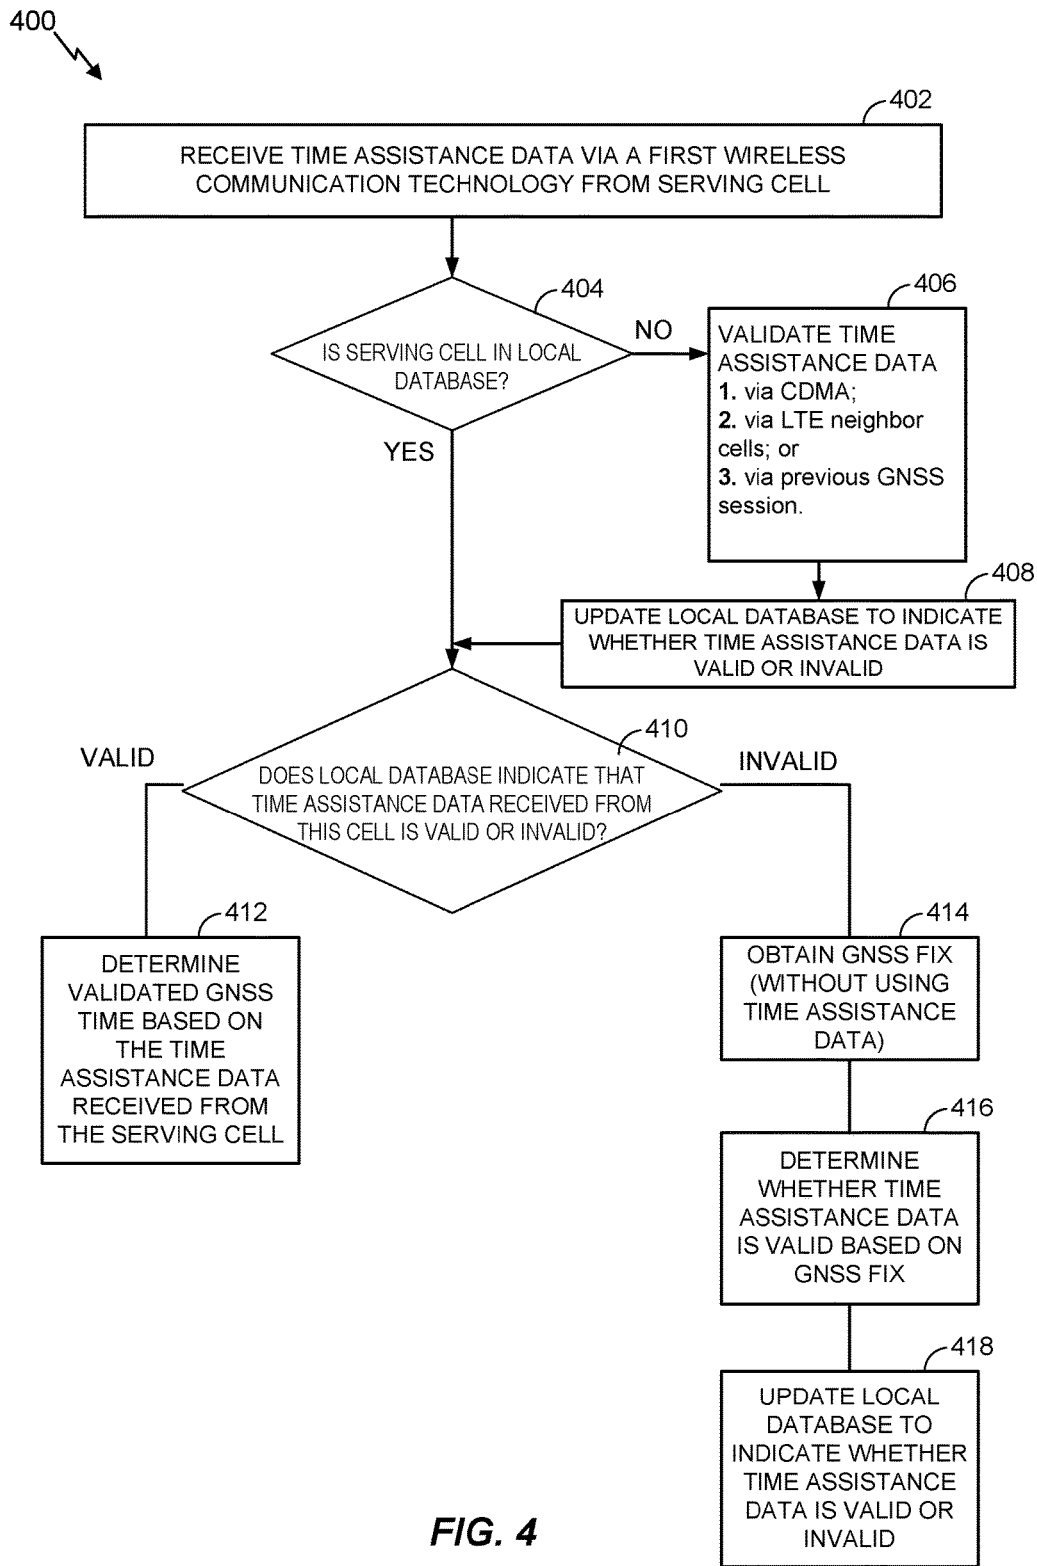 400
402
RECEIVE TIME ASSISTANCE DATA VIA A FIRST WIRELESS
COMMUNICATION TECHNOLOGY FROM SERVING CELL
404
IS SERVING CELL IN LOCAL
DATABASE?
NO
YES
406
VALIDATE TIME
ASSISTANCE DATA
1. via CDMA;
2. via LTE neighbor
cells; or
3. via previous GNSS
session.
408
UPDATE LOCAL DATABASE TO INDICATE
WHETHER TIME ASSISTANCE DATA IS
VALID OR INVALID
410
DOES LOCAL DATABASE INDICATE THAT
TIME ASSISTANCE DATA RECEIVED FROM
THIS CELL IS VALID OR INVALID?
VALID
INVALID
412
DETERMINE
VALIDATED GNSS
TIME BASED ON
THE TIME
ASSISTANCE DATA
RECEIVED FROM
THE SERVING CELL
414
OBTAIN GNSS FIX
(WITHOUT USING
TIME ASSISTANCE
DATA)
416
DETERMINE
WHETHER TIME
ASSISTANCE DATA
IS VALID BASED ON
GNSS FIX
418
UPDATE LOCAL
DATABASE TO
INDICATE WHETHER
TIME ASSISTANCE
DATA IS VALID OR
INVALID
FIG. 4